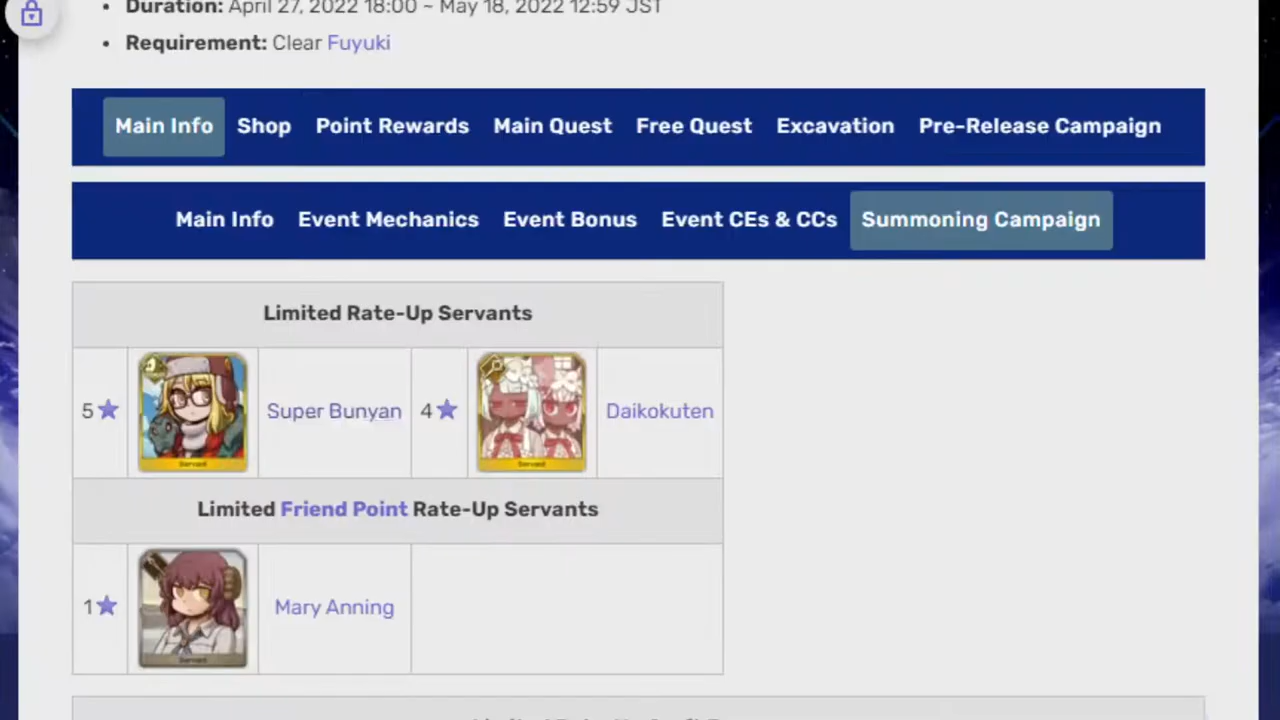 Duration: April 27, 2022 18:00 ~ May 18, 2022 12:59 JST
Requirement: Clear Fuyuki
Main Info Shop Point Rewards Main Quest Free Quest Excavation Pre-Release Campaign
Main Info Event Mechanics Event Bonus Event CEs & CCs Summoning Campaign
Limited Rate-Up Servants
5★ Super Bunyan 4★ Daikokuten
Servant Servant
Limited Friend Point Rate-Up Servants
1★ Mary Anning
Servant